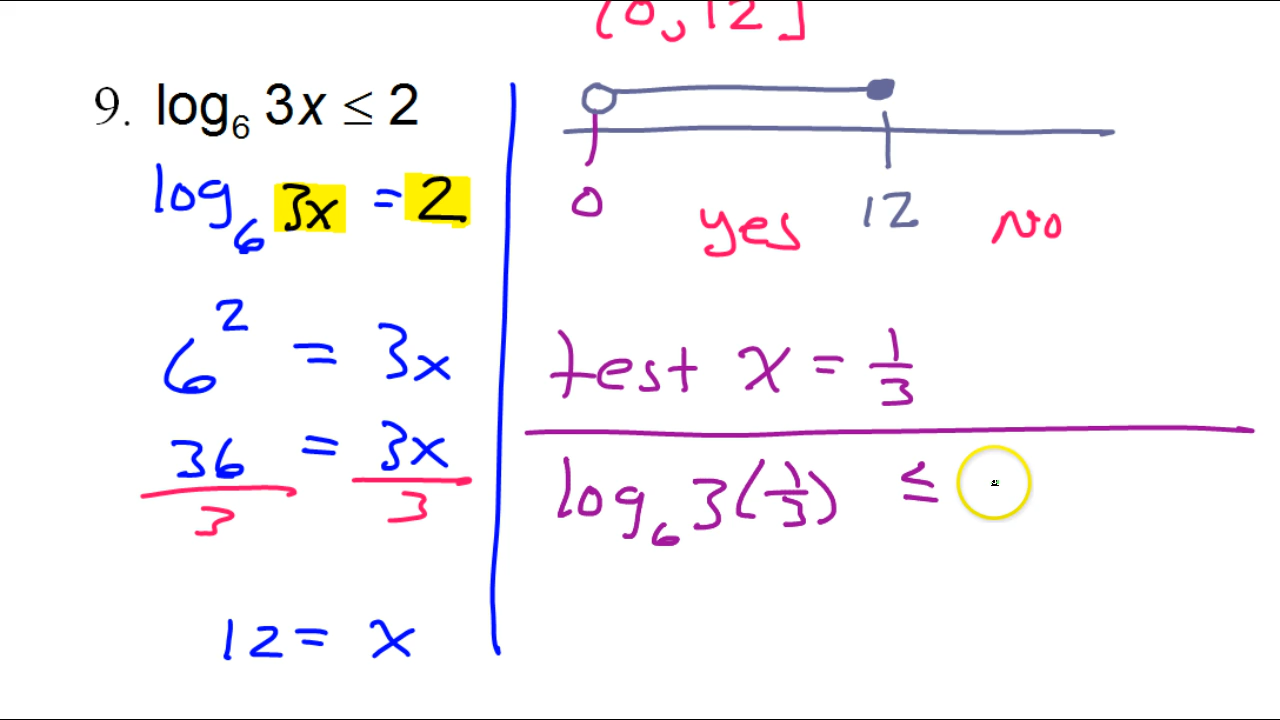 (0,12]
9. log₆ 3x ≤ 2
log₆ 3x = 2
6² = 3x
36 = 3x
3 3
12 = x
0 12
yes No
test x = 1/3
log₆ 3(1/3) ≤